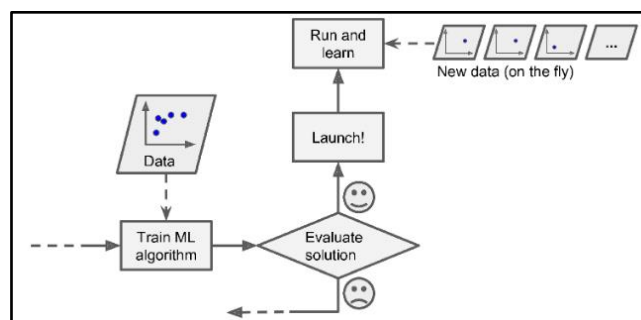 Run and
learn
...
New data (on the fly)
Launch!
Data
Train ML
algorithm
Evaluate
solution